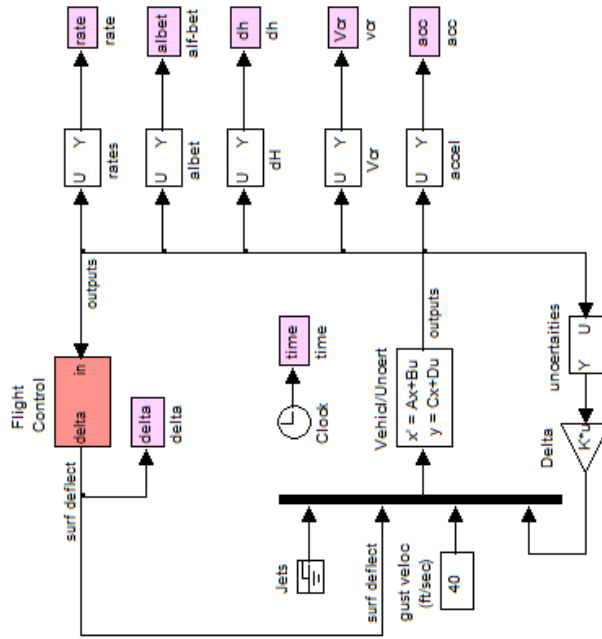 Flight
Control
surf deflect
delta in
outputs
U Y
rate
rates
rate
delta
delta
U Y
albet
albet
alf-bet
U Y
dh
dH
dh
Jets
time
Clock
time
U Y
Vcr
Vcr
vcr
surf deflect
Vehicl/Uncert
x' = Ax+Bu
y = Cx+Du
outputs
U Y
acc
accel
acc
gust veloc
(ft/sec)
40
Delta
K*u
uncertaities
Y U